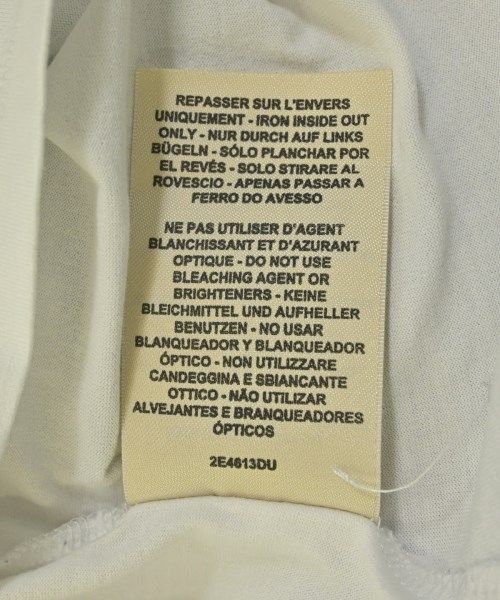 REPASSER SUR L'ENVERS
UNIQUEMENT - IRON INSIDE OUT
ONLY - NUR DURCH AUF LINKS
BÜGELN - SÓLO PLANCHAR POR
EL REVÉS - SOLO STIRARE AL
ROVESCIO - APENAS PASSAR A
FERRO DO AVESSO
NE PAS UTILISER D'AGENT
BLANCHISSANT ET D'AZURANT
OPTIQUE - DO NOT USE
BLEACHING AGENT OR
BRIGHTENERS - KEINE
BLEICHMITTEL UND AUFHELLER
BENUTZEN - NO USAR
BLANQUEADOR Y BLANQUEADOR
ÓPTICO - NON UTILIZZARE
CANDEGGINA E SBIANCANTE
OTTICO - NÃO UTILIZAR
ALVEJANTES E BRANQUEADORES
ÓPTICOS
2E4613DU